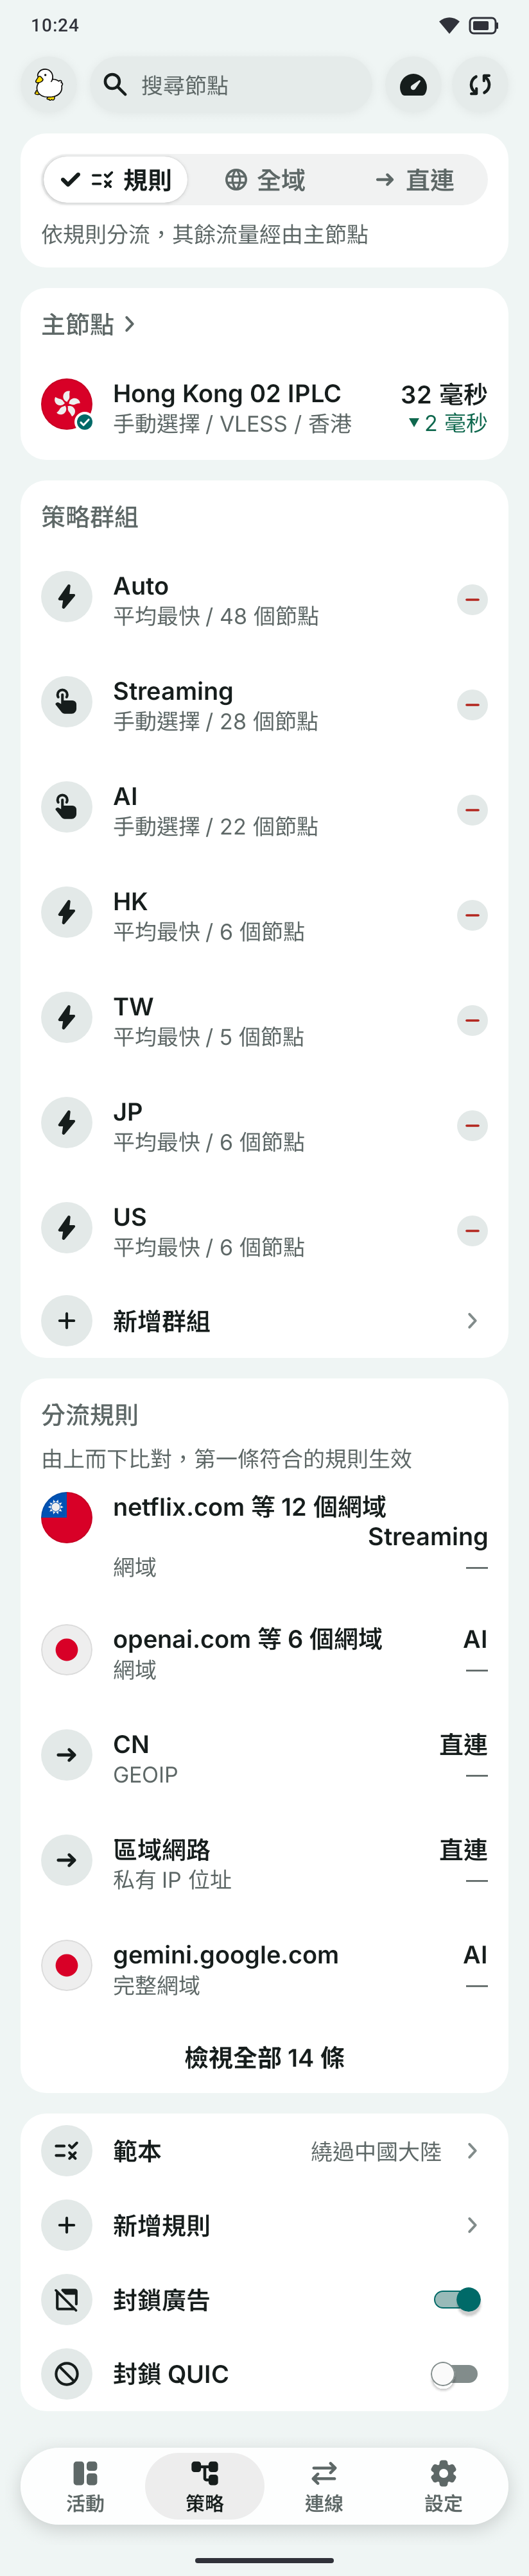 10:24
搜尋節點
規則
全域
直連
依規則分流，其餘流量經由主節點
主節點
Hong Kong 02 IPLC
32 毫秒
手動選擇 / VLESS / 香港
▼2 毫秒
策略群組
Auto
平均最快 / 48 個節點
Streaming
手動選擇 / 28 個節點
AI
手動選擇 / 22 個節點
HK
平均最快 / 6 個節點
TW
平均最快 / 5 個節點
JP
平均最快 / 6 個節點
US
平均最快 / 6 個節點
新增群組
分流規則
由上而下比對，第一條符合的規則生效
netflix.com 等 12 個網域
Streaming
網域
—
openai.com 等 6 個網域
AI
網域
—
CN
直連
GEOIP
—
區域網路
直連
私有 IP 位址
—
gemini.google.com
AI
完整網域
—
檢視全部 14 條
範本
繞過中國大陸
新增規則
封鎖廣告
封鎖 QUIC
活動
策略
連線
設定